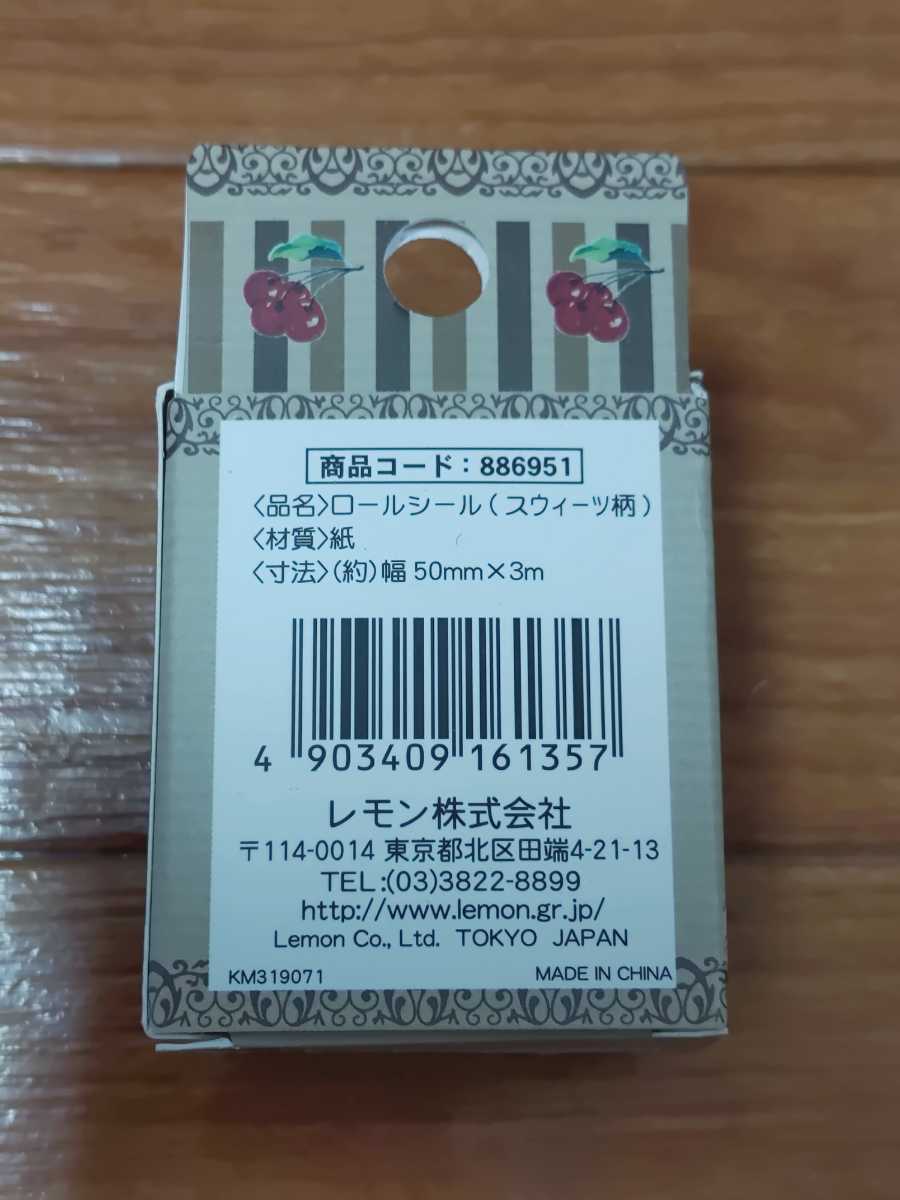 商品コード：886951
〈品名〉ロールシール(スウィーツ柄)
〈材質〉紙
〈寸法〉(約)幅 50mm×3m
4 903409 161357
レモン株式会社
〒114-0014 東京都北区田端4-21-13
TEL:(03)3822-8899
http://www.lemon.gr.jp/
Lemon Co., Ltd. TOKYO JAPAN
KM319071 MADE IN CHINA